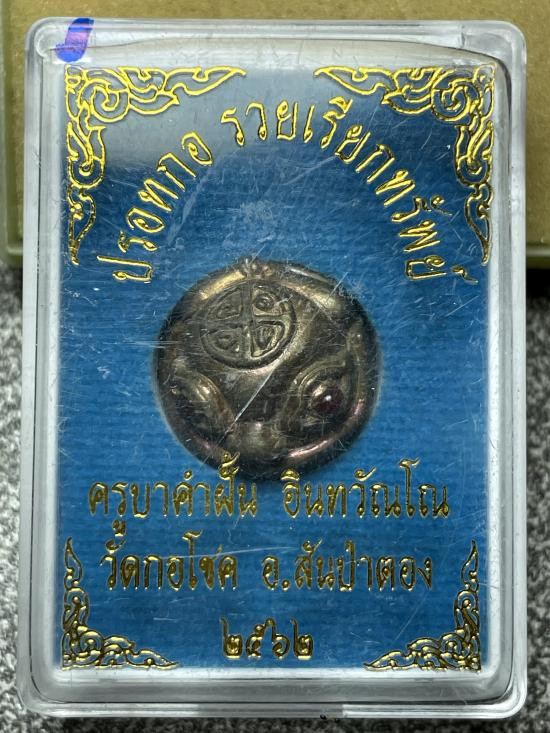 ปรอทกอ รวยเรียกทรัพย์
ครูบาคำฝั้น อินทวัณโณ
วัดกอโชค อ.สันป่าตอง
๒๕๖๒